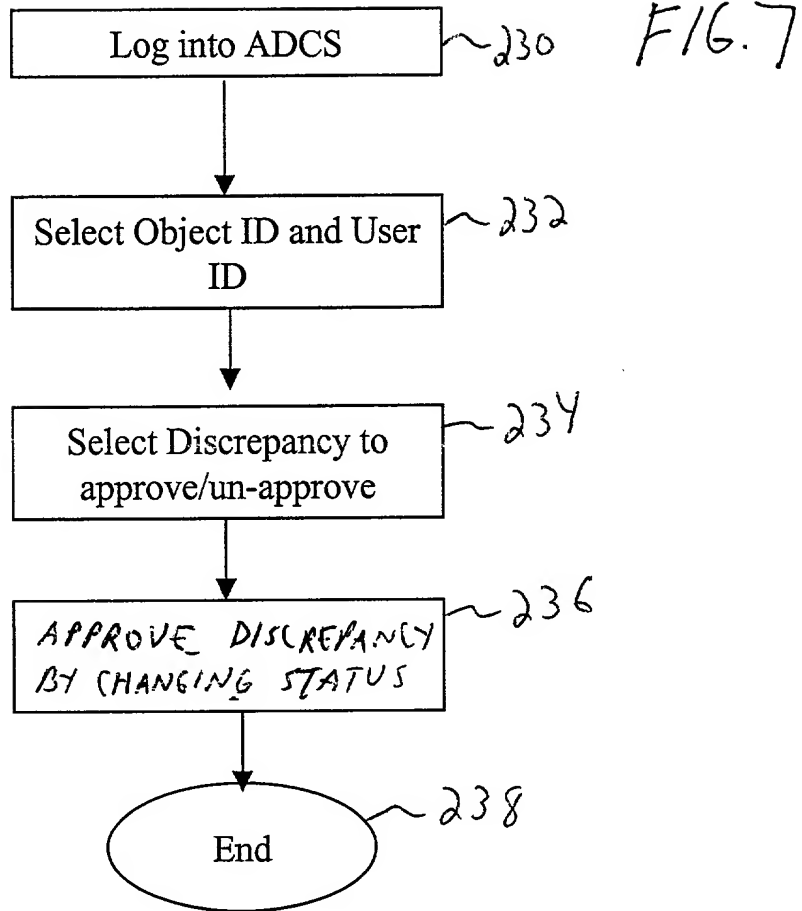 Log into ADCS
230
FIG. 7
Select Object ID and User
ID
232
Select Discrepancy to
approve/un-approve
234
APPROVE DISCREPANCY
BY CHANGING STATUS
236
End
238